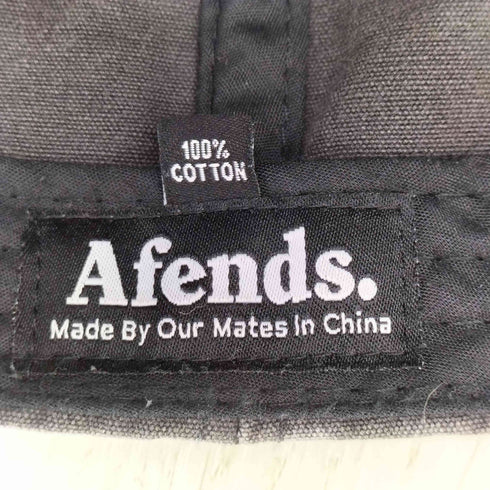 100%
COTTON
Afends.
Made By Our Mates In China